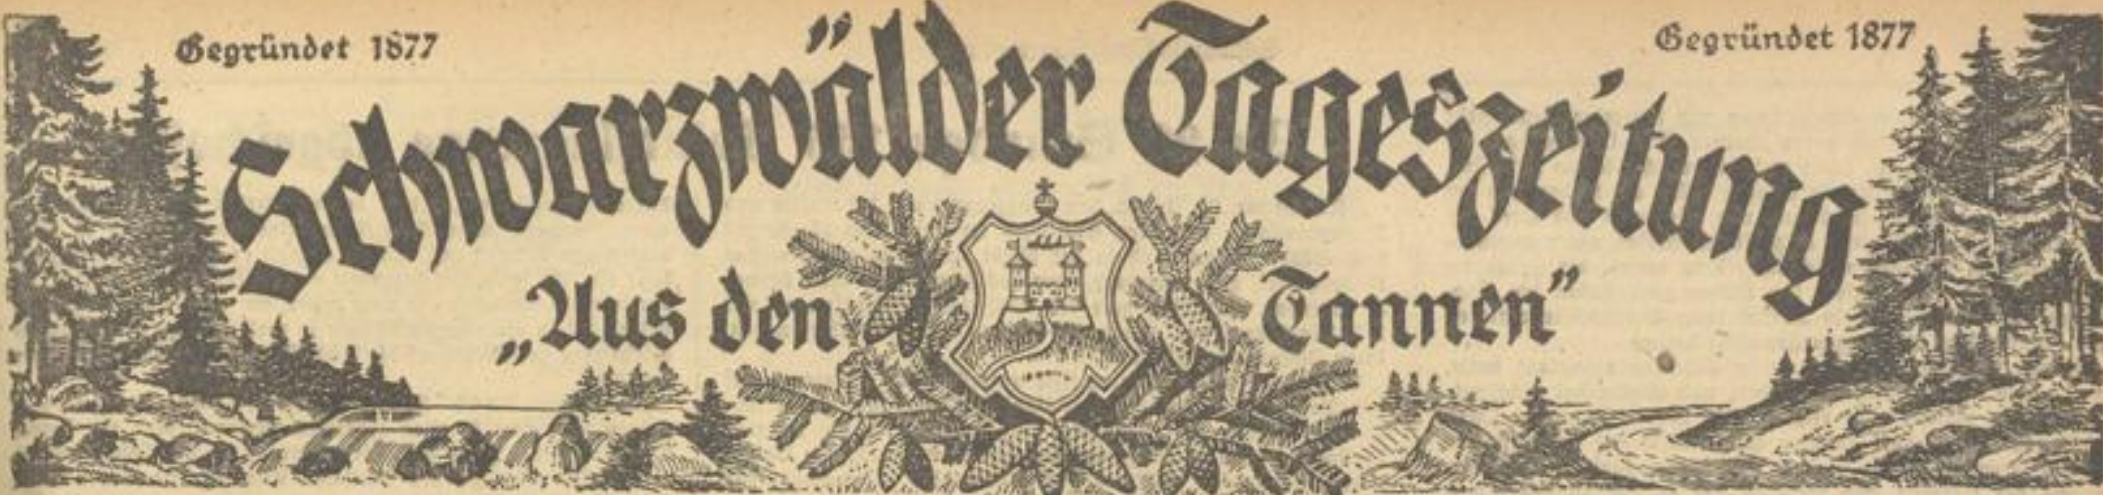 Gegründet 1877
Gegründet 1877
Schwarzwälder Tageszeitung
„Aus den Tannen”